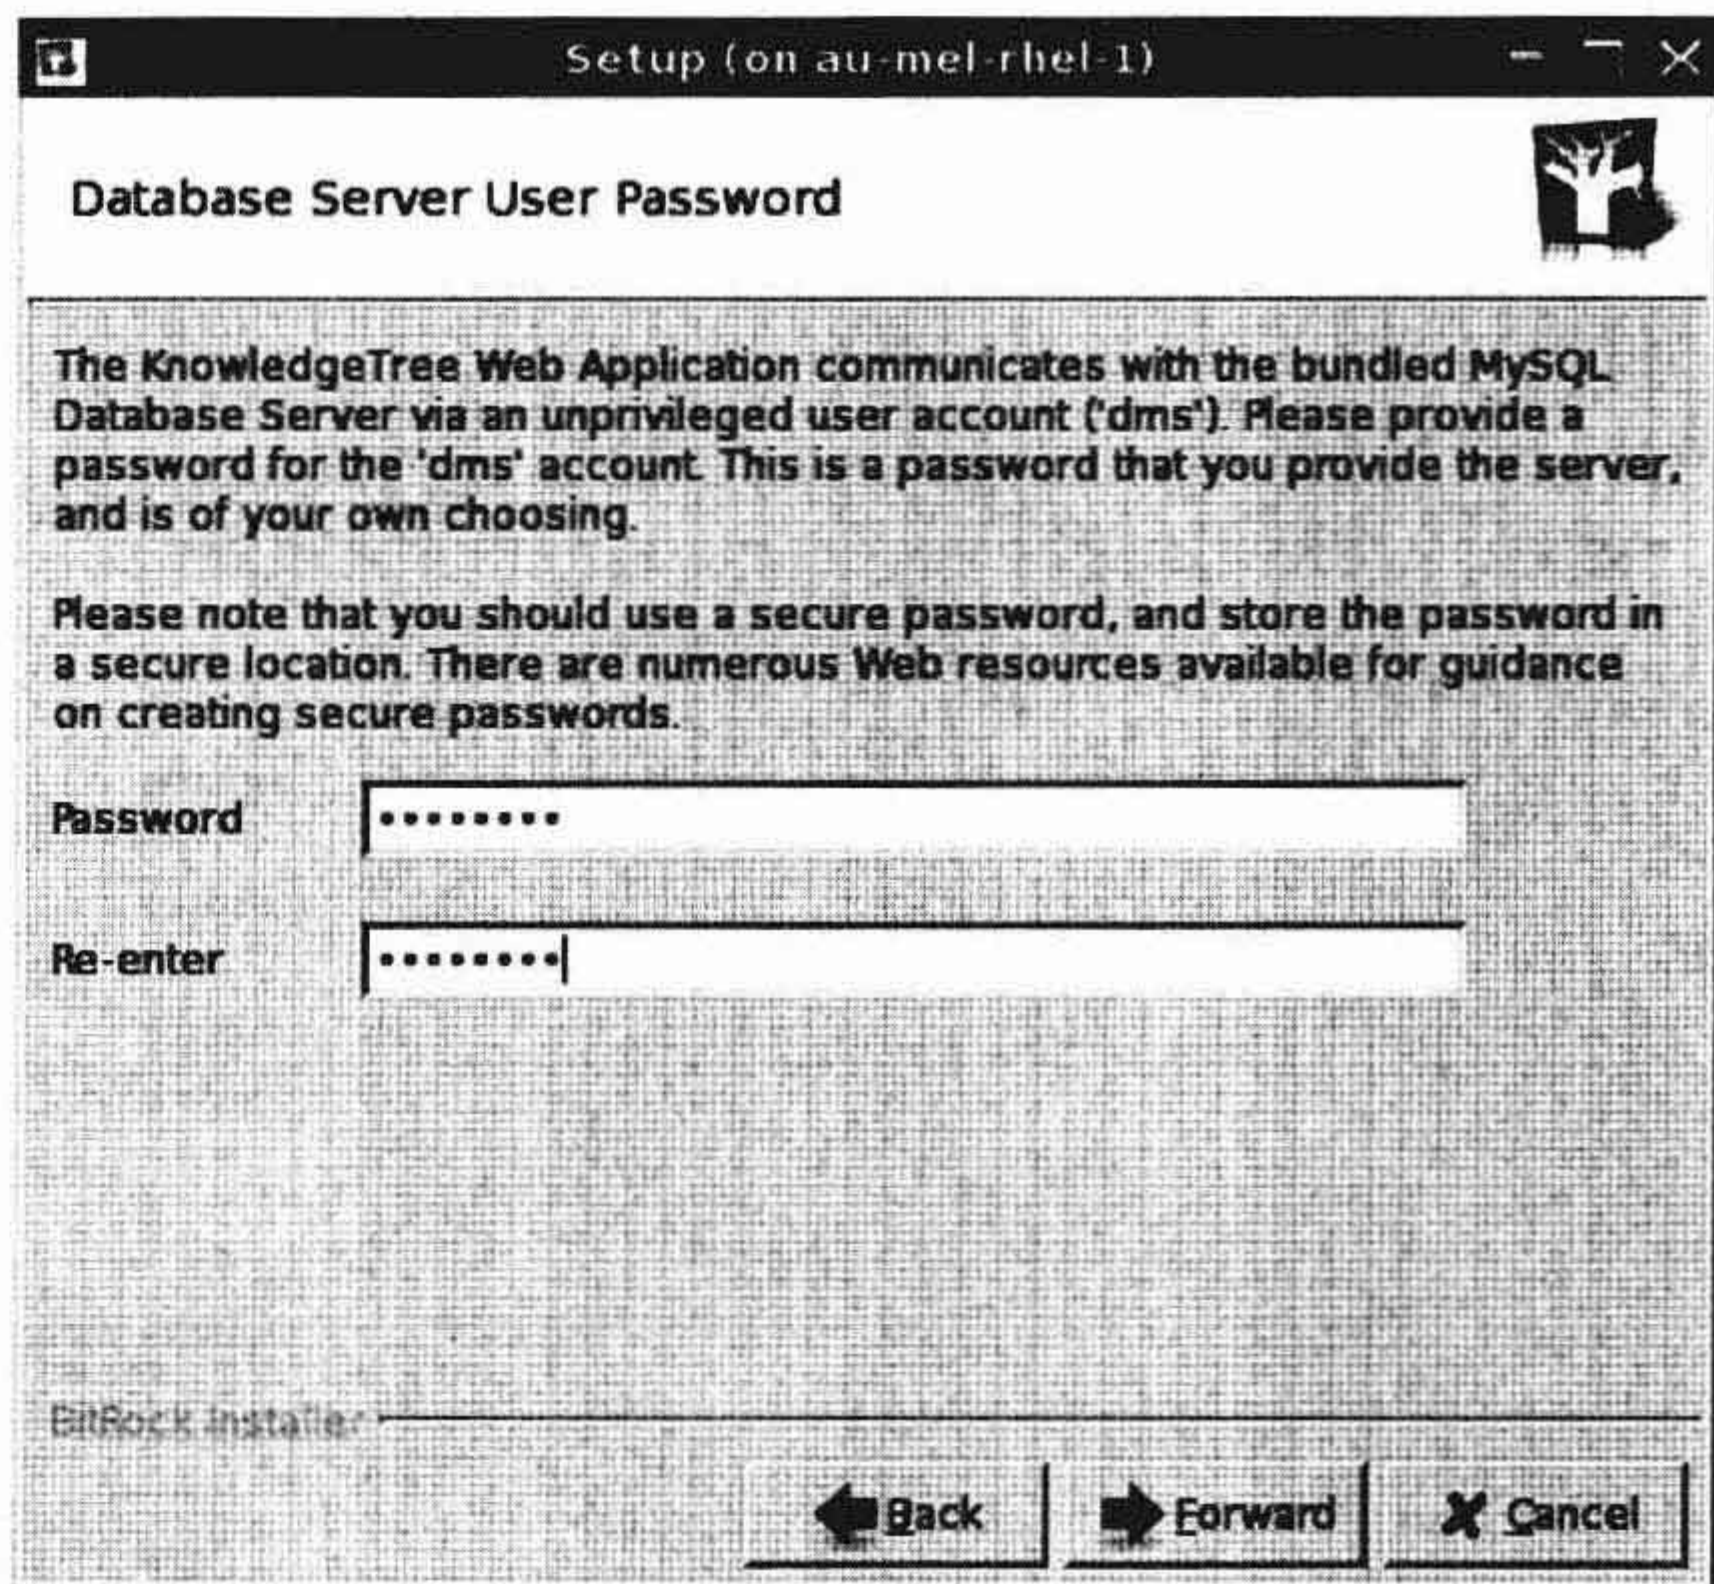 Setup (on au-mel-rhel-1)
Database Server User Password
The KnowledgeTree Web Application communicates with the bundled MySQL
Database Server via an unprivileged user account ('dms'). Please provide a
password for the 'dms' account. This is a password that you provide the server,
and is of your own choosing.
Please note that you should use a secure password, and store the password in
a secure location. There are numerous Web resources available for guidance
on creating secure passwords.
Password ••••••••
Re-enter ••••••••
BitRock Installer
Back Forward Cancel